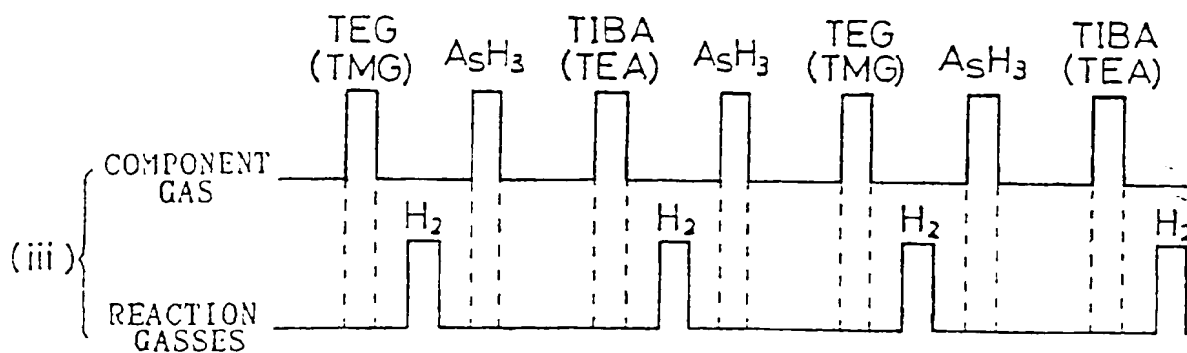 TEG
(TMG)
AsH₃
TIBA
(TEA)
AsH₃
TEG
(TMG)
AsH₃
TIBA
(TEA)
COMPONENT
GAS
(iii)
H₂
H₂
H₂
H₂
REACTION
GASSES